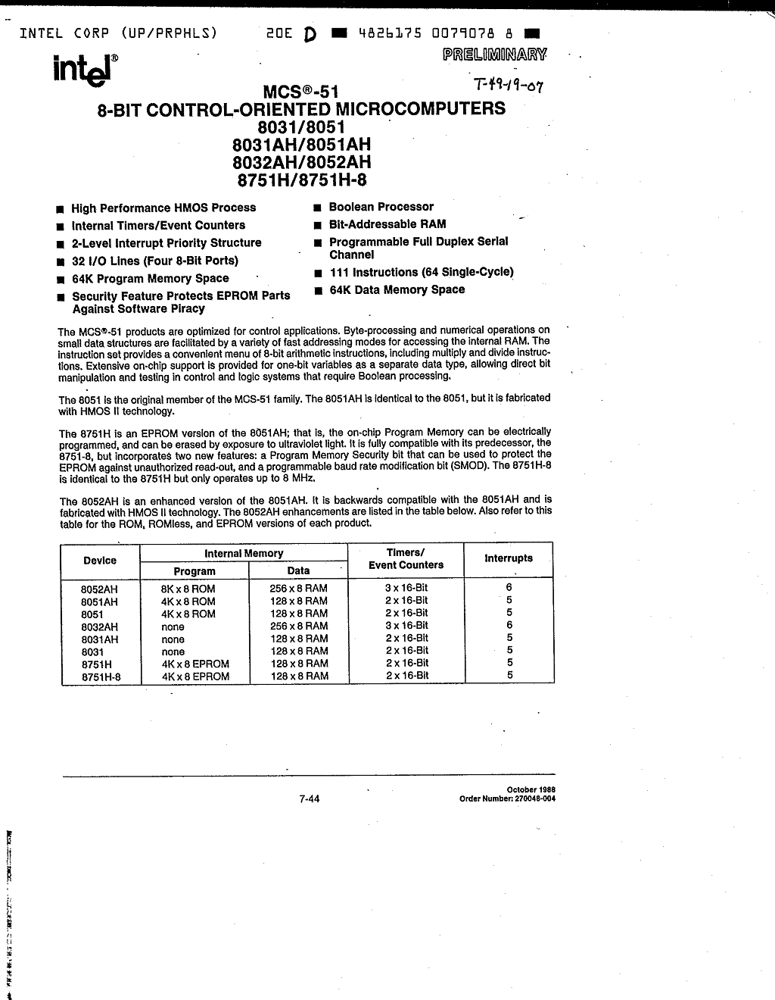 INTEL CORP (UP/PRPHLS) 20E D ■ 4826175 0079078 8 ■
PRELIMINARY
intel®
T-49-19-07
MCS®-51
8-BIT CONTROL-ORIENTED MICROCOMPUTERS
8031/8051
8031AH/8051AH
8032AH/8052AH
8751H/8751H-8
■ High Performance HMOS Process
■ Internal Timers/Event Counters
■ 2-Level Interrupt Priority Structure
■ 32 I/O Lines (Four 8-Bit Ports)
■ 64K Program Memory Space
■ Security Feature Protects EPROM Parts
Against Software Piracy
■ Boolean Processor
■ Bit-Addressable RAM
■ Programmable Full Duplex Serial
Channel
■ 111 Instructions (64 Single-Cycle)
■ 64K Data Memory Space
The MCS®-51 products are optimized for control applications. Byte-processing and numerical operations on
small data structures are facilitated by a variety of fast addressing modes for accessing the internal RAM. The
instruction set provides a convenient menu of 8-bit arithmetic instructions, including multiply and divide instruc-
tions. Extensive on-chip support is provided for one-bit variables as a separate data type, allowing direct bit
manipulation and testing in control and logic systems that require Boolean processing.
The 8051 is the original member of the MCS-51 family. The 8051AH is identical to the 8051, but it is fabricated
with HMOS II technology.
The 8751H is an EPROM version of the 8051AH; that is, the on-chip Program Memory can be electrically
programmed, and can be erased by exposure to ultraviolet light. It is fully compatible with its predecessor, the
8751-8, but incorporates two new features: a Program Memory Security bit that can be used to protect the
EPROM against unauthorized read-out, and a programmable baud rate modification bit (SMOD). The 8751H-8
is identical to the 8751H but only operates up to 8 MHz.
The 8052AH is an enhanced version of the 8051AH. It is backwards compatible with the 8051AH and is
fabricated with HMOS II technology. The 8052AH enhancements are listed in the table below. Also refer to this
table for the ROM, ROMless, and EPROM versions of each product.
Device Internal Memory Timers/ Event Counters Interrupts
Program Data
8052AH 8K x 8 ROM 256 x 8 RAM 3 x 16-Bit 6
8051AH 4K x 8 ROM 128 x 8 RAM 2 x 16-Bit 5
8051 4K x 8 ROM 128 x 8 RAM 2 x 16-Bit 5
8032AH none 256 x 8 RAM 3 x 16-Bit 6
8031AH none 128 x 8 RAM 2 x 16-Bit 5
8031 none 128 x 8 RAM 2 x 16-Bit 5
8751H 4K x 8 EPROM 128 x 8 RAM 2 x 16-Bit 5
8751H-8 4K x 8 EPROM 128 x 8 RAM 2 x 16-Bit 5
7-44
October 1988
Order Number: 270048-004